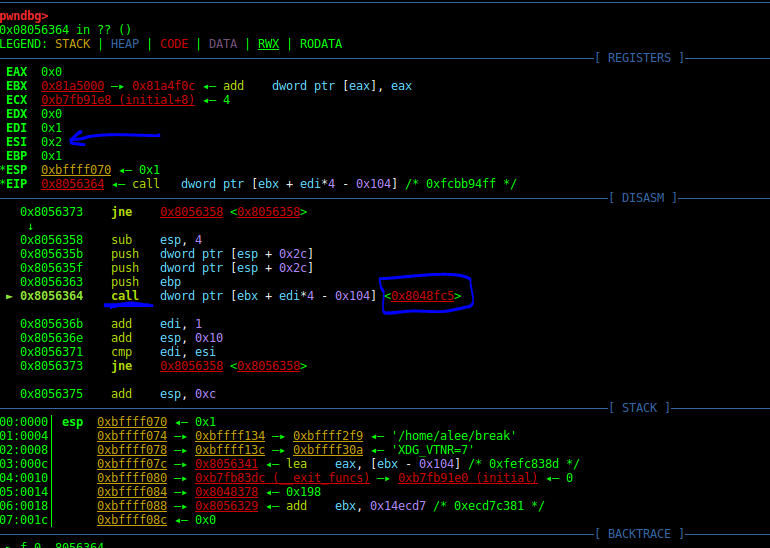 pwndbg>
0x08056364 in ?? ()
LEGEND: STACK | HEAP | CODE | DATA | RWX | RODATA
[ REGISTERS ]
EAX 0x0
EBX 0x81a5000 —▸ 0x81a4f0c ◂— add dword ptr [eax], eax
ECX 0xb7fb91e8 (initial+8) ◂— 4
EDX 0x0
EDI 0x1
ESI 0x2
EBP 0x1
*ESP 0xbffff070 ◂— 0x1
*EIP 0x8056364 ◂— call dword ptr [ebx + edi*4 - 0x104] /* 0xfcbb94ff */
[ DISASM ]
0x8056373 jne 0x8056358 <0x8056358>
↓
0x8056358 sub esp, 4
0x805635b push dword ptr [esp + 0x2c]
0x805635f push dword ptr [esp + 0x2c]
0x8056363 push ebp
► 0x8056364 call dword ptr [ebx + edi*4 - 0x104] <0x8048fc5>
0x805636b add edi, 1
0x805636e add esp, 0x10
0x8056371 cmp edi, esi
0x8056373 jne 0x8056358 <0x8056358>
0x8056375 add esp, 0xc
[ STACK ]
00:0000│ esp 0xbffff070 ◂— 0x1
01:0004│ 0xbffff074 —▸ 0xbffff134 —▸ 0xbffff2f9 ◂— '/home/alee/break'
02:0008│ 0xbffff078 —▸ 0xbffff13c —▸ 0xbffff30a ◂— 'XDG_VTNR=7'
03:000c│ 0xbffff07c —▸ 0x8056341 ◂— lea eax, [ebx - 0x104] /* 0xfefc838d */
04:0010│ 0xbffff080 —▸ 0xb7fb83dc (__exit_funcs) —▸ 0xb7fb91e0 (initial) ◂— 0
05:0014│ 0xbffff084 —▸ 0x8048378 ◂— 0x198
06:0018│ 0xbffff088 —▸ 0x8056329 ◂— add ebx, 0x14ecd7 /* 0xecd7c381 */
07:001c│ 0xbffff08c ◂— 0x0
[ BACKTRACE ]
► f 0 8056364